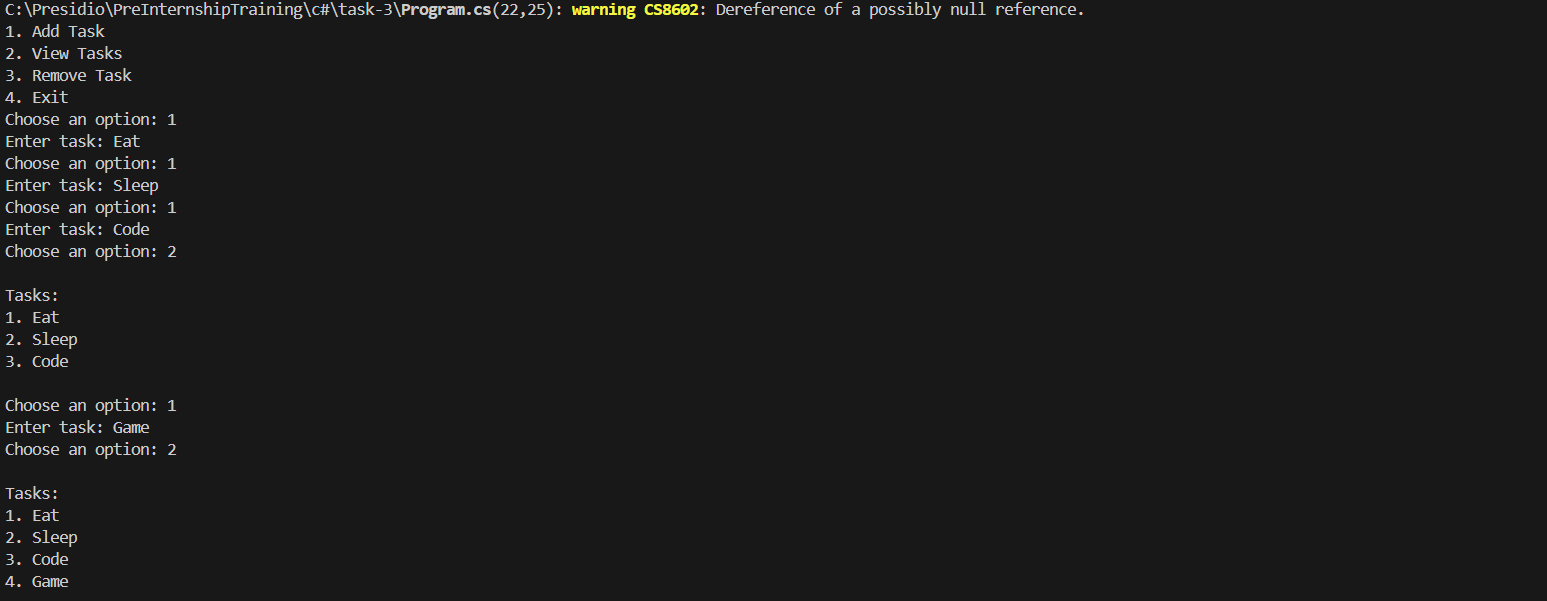 C:\Presidio\PreInternshipTraining\c#\task-3\Program.cs(22,25): warning CS8602: Dereference of a possibly null reference.
1. Add Task
2. View Tasks
3. Remove Task
4. Exit
Choose an option: 1
Enter task: Eat
Choose an option: 1
Enter task: Sleep
Choose an option: 1
Enter task: Code
Choose an option: 2

Tasks:
1. Eat
2. Sleep
3. Code

Choose an option: 1
Enter task: Game
Choose an option: 2

Tasks:
1. Eat
2. Sleep
3. Code
4. Game